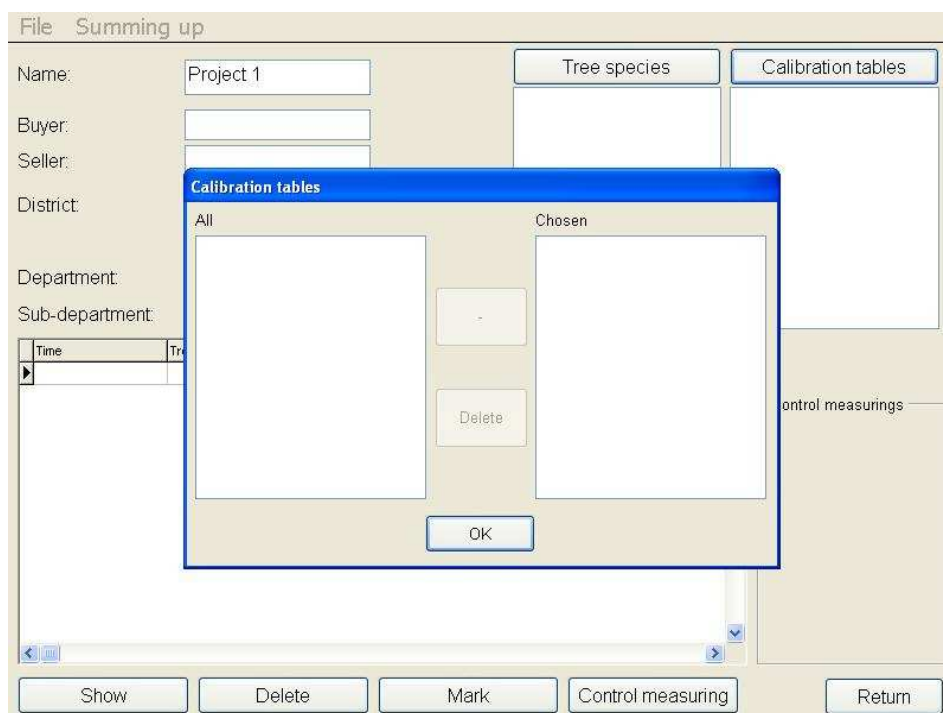 File Summing up
Name: Project 1
Tree species
Calibration tables
Buyer:
Seller:
District:
Department:
Sub-department:
Calibration tables
All
Chosen
-
Delete
OK
Time
ontrol measurings
Show
Delete
Mark
Control measuring
Return